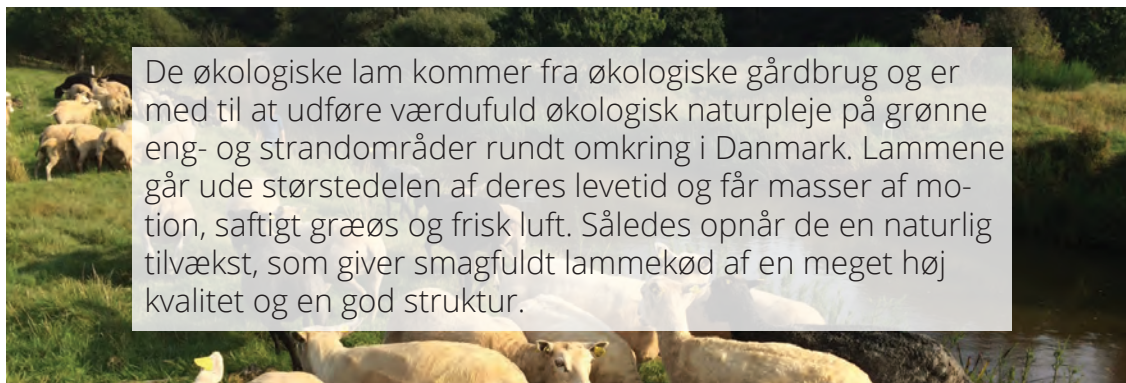 De økologiske lam kommer fra økologiske gårdbrug og er
med til at udføre værdufuld økologisk naturpleje på grønne
eng- og strandområder rundt omkring i Danmark. Lammene
går ude størstedelen af deres levetid og får masser af mo-
tion, saftigt græøs og frisk luft. Således opnår de en naturlig
tilvækst, som giver smagfuldt lammekød af en meget høj
kvalitet og en god struktur.